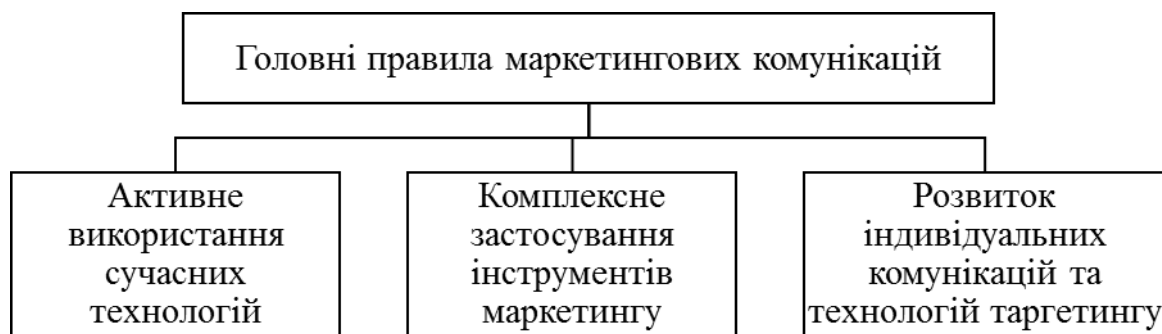 Головні правила маркетингових комунікацій
Активне
використання
сучасних
технологій
Комплексне
застосування
інструментів
маркетингу
Розвиток
індивідуальних
комунікацій та
технологій таргетингу